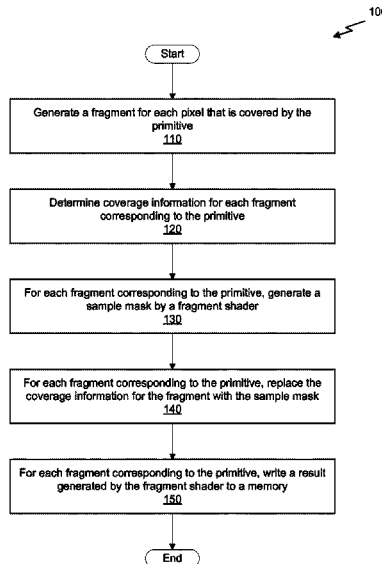 Start
Generate a fragment for each pixel that is covered by the
primitive
110
Determine coverage information for each fragment
corresponding to the primitive
120
For each fragment corresponding to the primitive, generate a
sample mask by a fragment shader
130
For each fragment corresponding to the primitive, replace the
coverage information for the fragment with the sample mask
140
For each fragment corresponding to the primitive, write a result
generated by the fragment shader to a memory
150
End